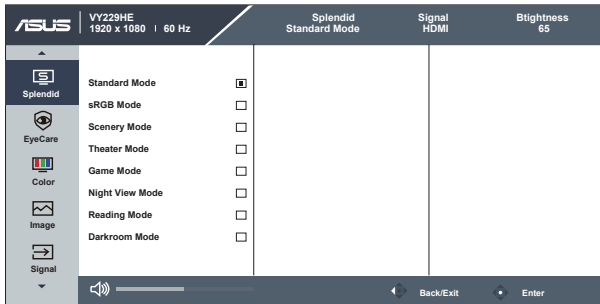 ASUS
VY229HE
1920 x 1080 | 60 Hz
Splendid
Standard Mode
Signal
HDMI
Btightness
65
S
Splendid
EyeCare
Color
Image
Signal
Standard Mode
sRGB Mode
Scenery Mode
Theater Mode
Game Mode
Night View Mode
Reading Mode
Darkroom Mode
Back/Exit
Enter